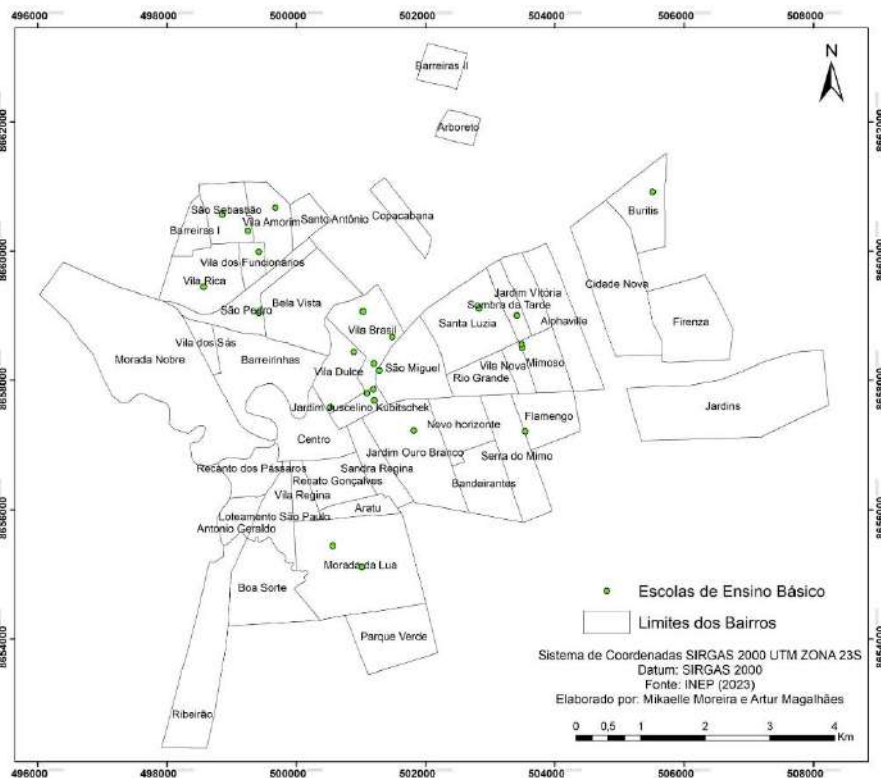 496000 498000 500000 502000 504000 506000 508000
N
Barreiras II
8662000 8662000
Arboreto
São Sebastião
Buritis
Vila Amorim
Santo Antônio
Copacabana
Barreiras I
8660000 8660000
Vila dos Funcionários
Vila Rica
Cidade Nova
Jardim Vitória
Bela Vista
Sombra da Tarde
São Pedro
Santa Luzia
Alphaville
Firenza
Vila Brasil
Vila dos Sás
Morada Nobre
Barreirinhas
Vila Dulce
São Miguel
Vila Nova
Mimoso
Rio Grande
8658000 8658000
Jardim Juscelino Kubitschek
Jardins
Flamengo
Novo horizonte
Centro
Jardim Ouro Branco
Serra do Mimo
Recanto dos Pássaros
Sandra Regina
Renato Gonçalves
Bandeirantes
Vila Regina
8656000 8656000
Aratu
Loteamento São Paulo
Antonio Geraldo
Morada da Lua
Boa Sorte
Escolas de Ensino Básico
Limites dos Bairros
8654000 8654000
Parque Verde
Sistema de Coordenadas SIRGAS 2000 UTM ZONA 23S
Datum: SIRGAS 2000
Fonte: INEP (2023)
Elaborado por: Mikaelle Moreira e Artur Magalhães
Ribeirão
0 0,5 1 2 3 4
Km
496000 498000 500000 502000 504000 506000 508000